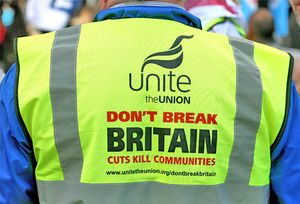 unite
theUNION
DON'T BREAK
BRITAIN
CUTS KILL COMMUNITIES
www.unitetheunion.org/dontbreakbritain